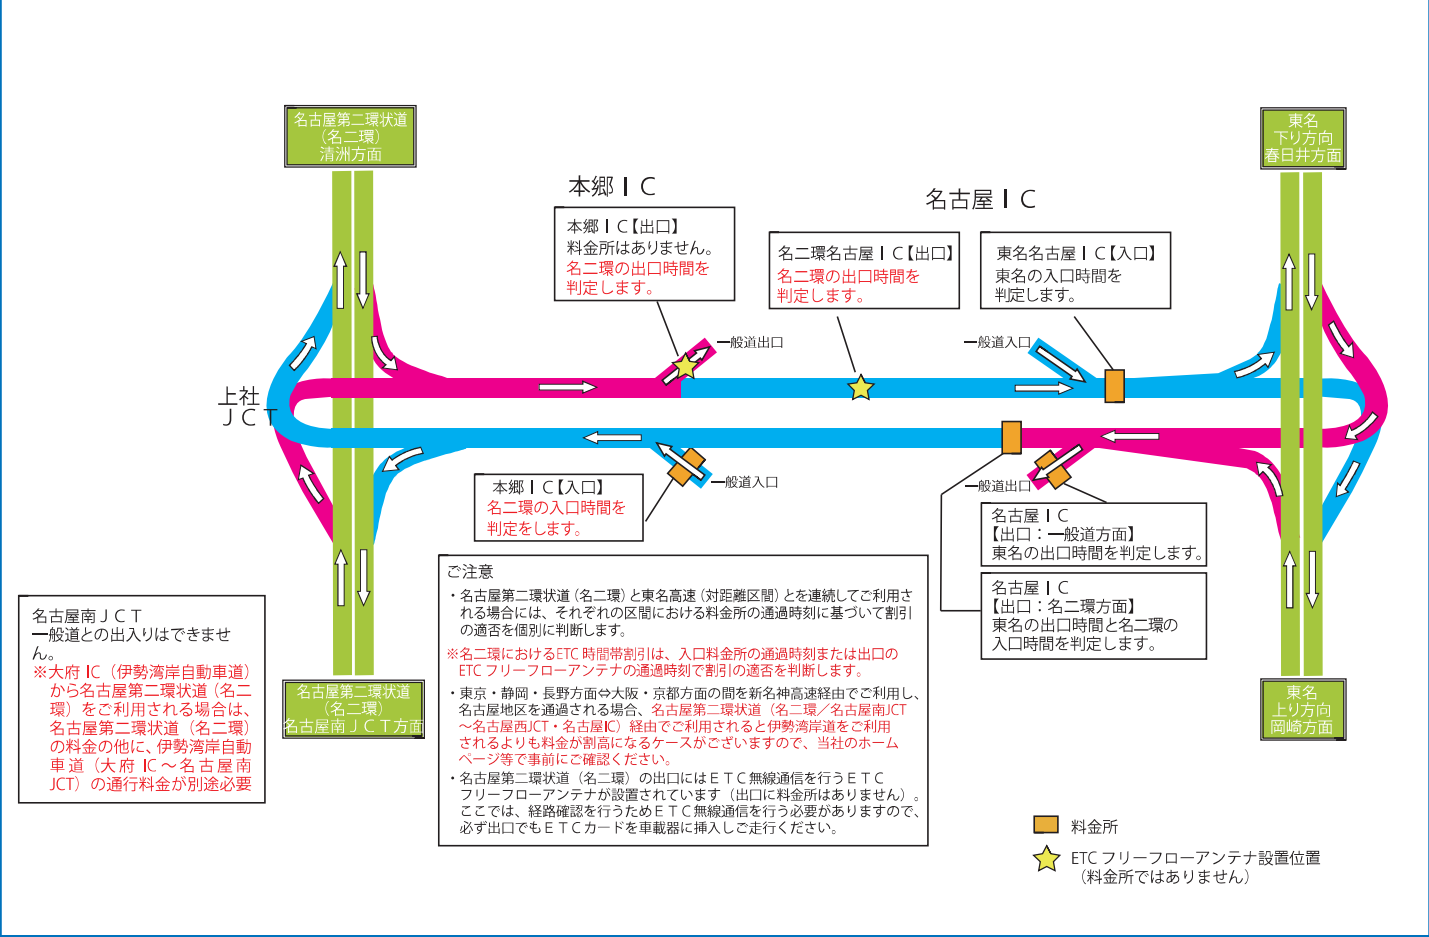 名古屋第二環状道
（名二環）
清洲方面
東名
下り方向
春日井方面
本郷ＩＣ
名古屋ＩＣ
本郷ＩＣ【出口】
料金所はありません。
名二環の出口時間を
判定します。
名二環名古屋ＩＣ【出口】
名二環の出口時間を
判定します。
東名名古屋ＩＣ【入口】
東名の入口時間を
判定します。
一般道出口
一般道入口
上社
ＪＣＴ
一般道入口
一般道出口
本郷ＩＣ【入口】
名二環の入口時間を
判定をします。
名古屋ＩＣ
【出口：一般道方面】
東名の出口時間を判定します。
名古屋ＩＣ
【出口：名二環方面】
東名の出口時間と名二環の
入口時間を判定します。
名古屋南ＪＣＴ
一般道との出入りはできませ
ん。
※大府IC（伊勢湾岸自動車道）
から名古屋第二環状道（名二
環）をご利用される場合は、
名古屋第二環状道（名二環）
の料金の他に、伊勢湾岸自動
車道（大府IC～名古屋南
JCT）の通行料金が別途必要
名古屋第二環状道
（名二環）
名古屋南ＪＣＴ方面
東名
上り方向
岡崎方面
ご注意
・名古屋第二環状道（名二環）と東名高速（対距離区間）とを連続してご利用さ
れる場合には、それぞれの区間における料金所の通過時刻に基づいて割引
の適否を個別に判断します。
※名二環におけるETC時間帯割引は、入口料金所の通過時刻または出口の
ETCフリーフローアンテナの通過時刻で割引の適否を判断します。
・東京・静岡・長野方面⇔大阪・京都方面の間を新名神高速経由でご利用し、
名古屋地区を通過される場合、名古屋第二環状道（名二環／名古屋南JCT
～名古屋西JCT・名古屋IC）経由でご利用されると伊勢湾岸道をご利用
されるよりも料金が割高になるケースがございますので、当社のホーム
ページ等で事前にご確認ください。
・名古屋第二環状道（名二環）の出口にはＥＴＣ無線通信を行うＥＴＣ
フリーフローアンテナが設置されています（出口に料金所はありません）。
ここでは、経路確認を行うためＥＴＣ無線通信を行う必要がありますので、
必ず出口でもＥＴＣカードを車載器に挿入しご走行ください。
料金所
ETCフリーフローアンテナ設置位置
（料金所ではありません）